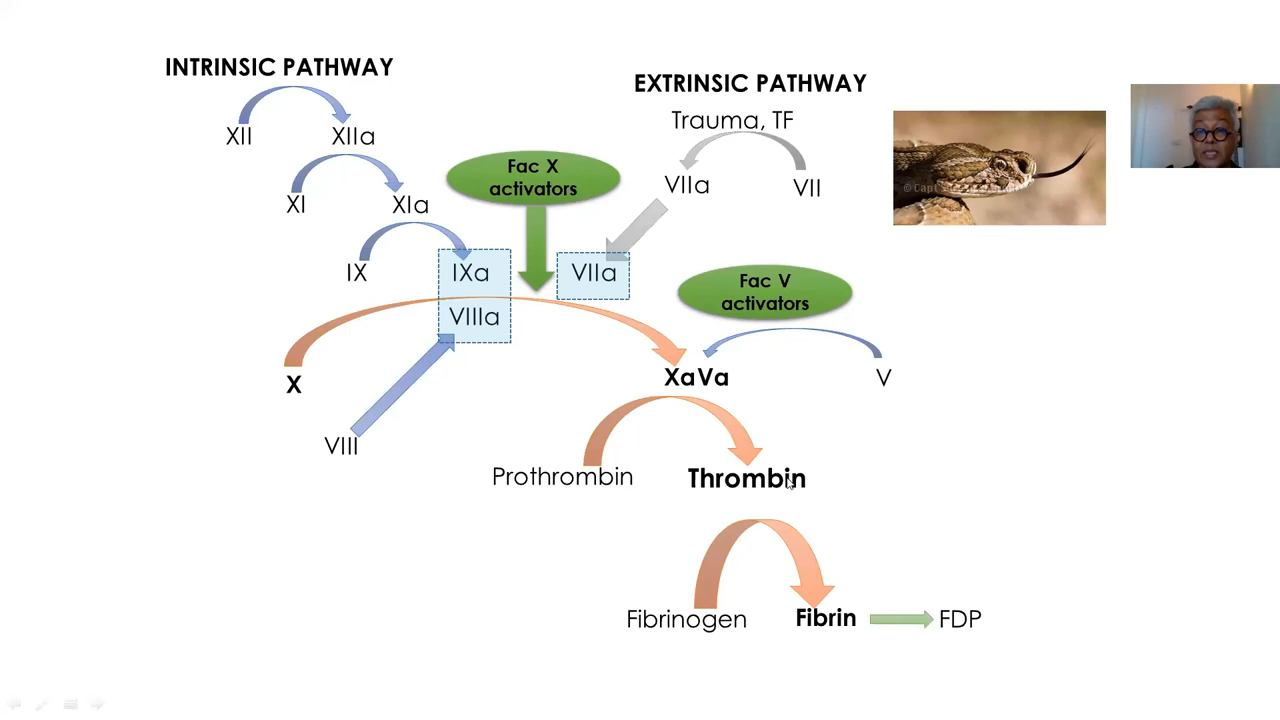 INTRINSIC PATHWAY
EXTRINSIC PATHWAY
Trauma, TF
XII
XIIa
Fac X
activators
VIIa
VII
XI
XIa
IX
IXa
VIIa
VIIIa
Fac V
activators
X
XaVa
V
VIII
Prothrombin
Thrombin
Fibrinogen
Fibrin
FDP
© Capt